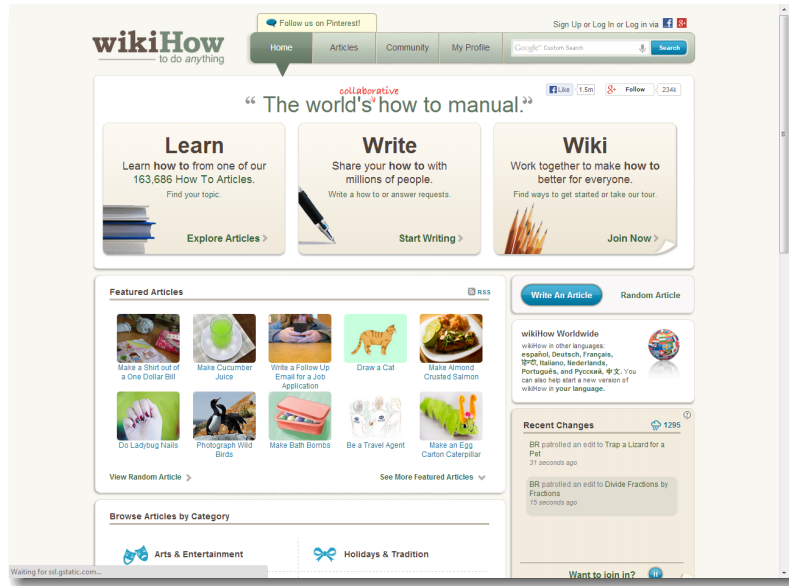 Follow us on Pinterest!
Sign Up or Log In or Log in via
wikiHow
to do anything
Home
Articles
Community
My Profile
Google™ Custom Search
Search
Like
1.5m
Follow
234k
collaborative
“ The world's how to manual.”
Learn
Learn how to from one of our
163,686 How To Articles.
Find your topic.
Explore Articles
Write
Share your how to with
millions of people.
Write a how to or answer requests.
Start Writing
Wiki
Work together to make how to
better for everyone.
Find ways to get started or take our tour.
Join Now
Featured Articles
RSS
Make a Shirt out of
a One Dollar Bill
Make Cucumber
Juice
Write a Follow Up
Email for a Job
Application
Draw a Cat
Make Almond
Crusted Salmon
Do Ladybug Nails
Photograph Wild
Birds
Make Bath Bombs
Be a Travel Agent
Make an Egg
Carton Caterpillar
View Random Article
See More Featured Articles
Browse Articles by Category
Arts & Entertainment
Holidays & Tradition
Write An Article
Random Article
wikiHow Worldwide
wikiHow in other languages:
español, Deutsch, Français,
हिन्दी, Italiano, Nederlands,
Português, and Русский, 中文. You
can also help start a new version of
wikiHow in your language.
Recent Changes
1295
BR patrolled an edit to Trap a Lizard for a
Pet
31 seconds ago
BR patrolled an edit to Divide Fractions by
Fractions
15 seconds ago
Want to join in?
Waiting for ssl.gstatic.com...